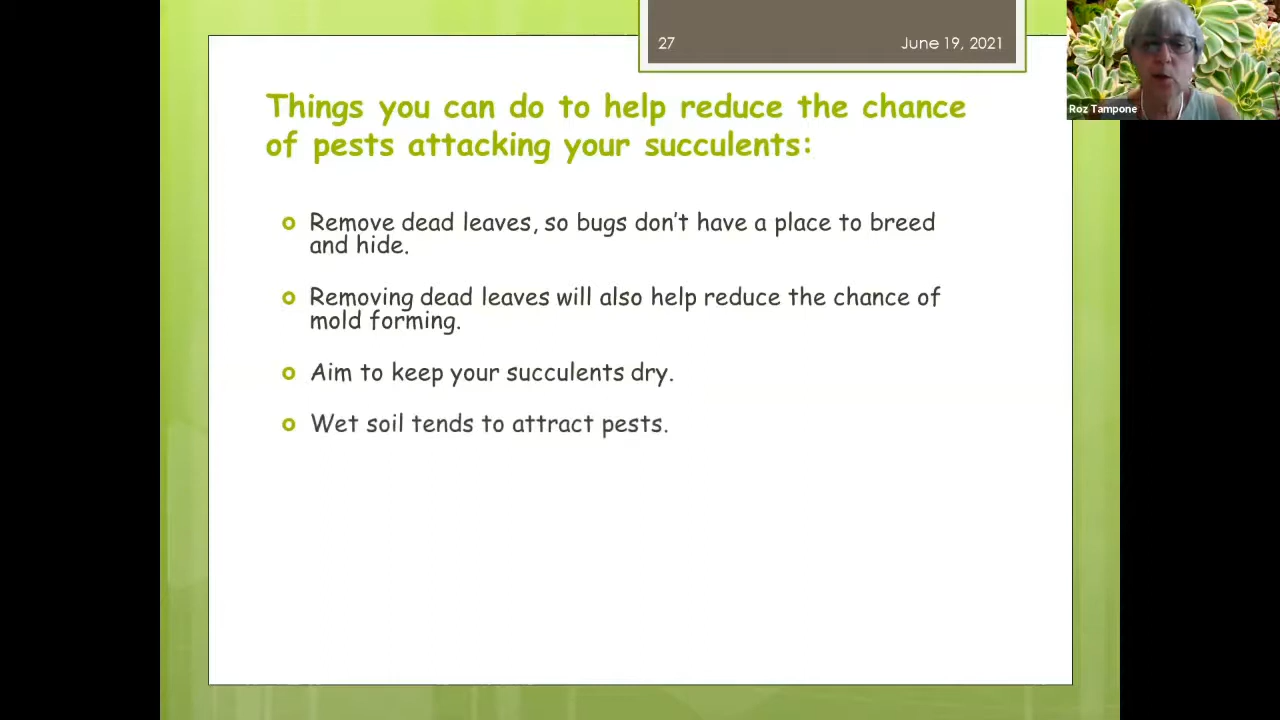 27
June 19, 2021
Roz Tampone
Things you can do to help reduce the chance
of pests attacking your succulents:
Remove dead leaves, so bugs don't have a place to breed
and hide.
Removing dead leaves will also help reduce the chance of
mold forming.
Aim to keep your succulents dry.
Wet soil tends to attract pests.